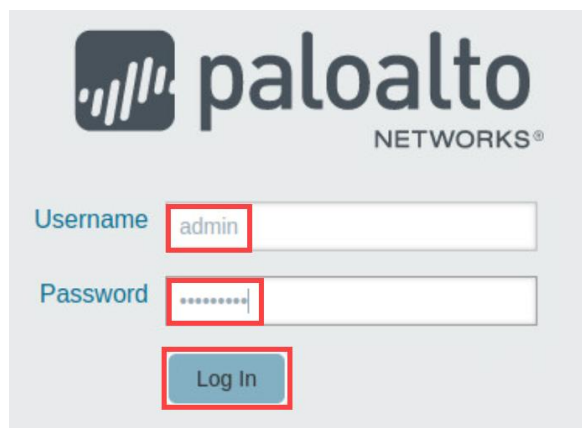 paloalto
NETWORKS®
Username admin
Password •••••••••
Log In